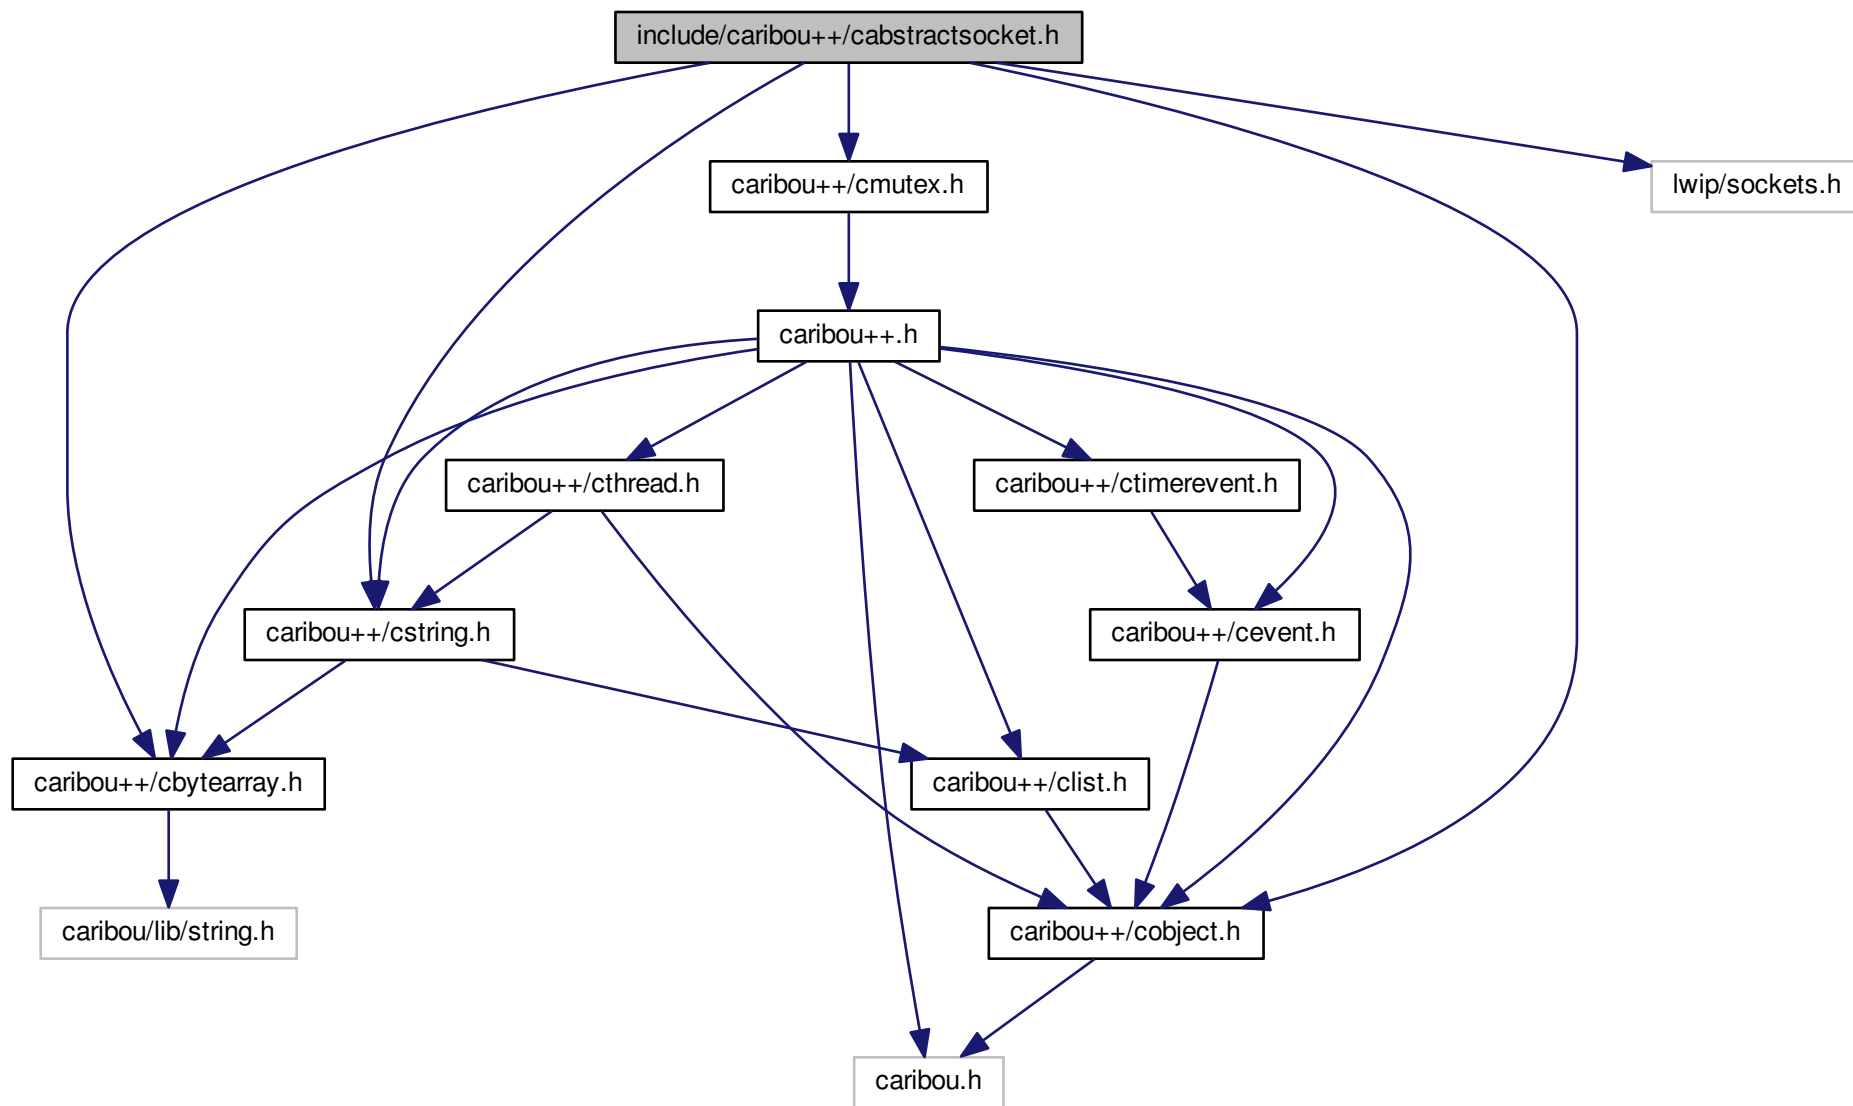 include/caribou++/cabstractsocket.h
caribou++/cmutex.h
lwip/sockets.h
caribou++.h
caribou++/cthread.h
caribou++/ctimerevent.h
caribou++/cstring.h
caribou++/cevent.h
caribou++/cbytearray.h
caribou++/clist.h
caribou/lib/string.h
caribou++/cobject.h
caribou.h